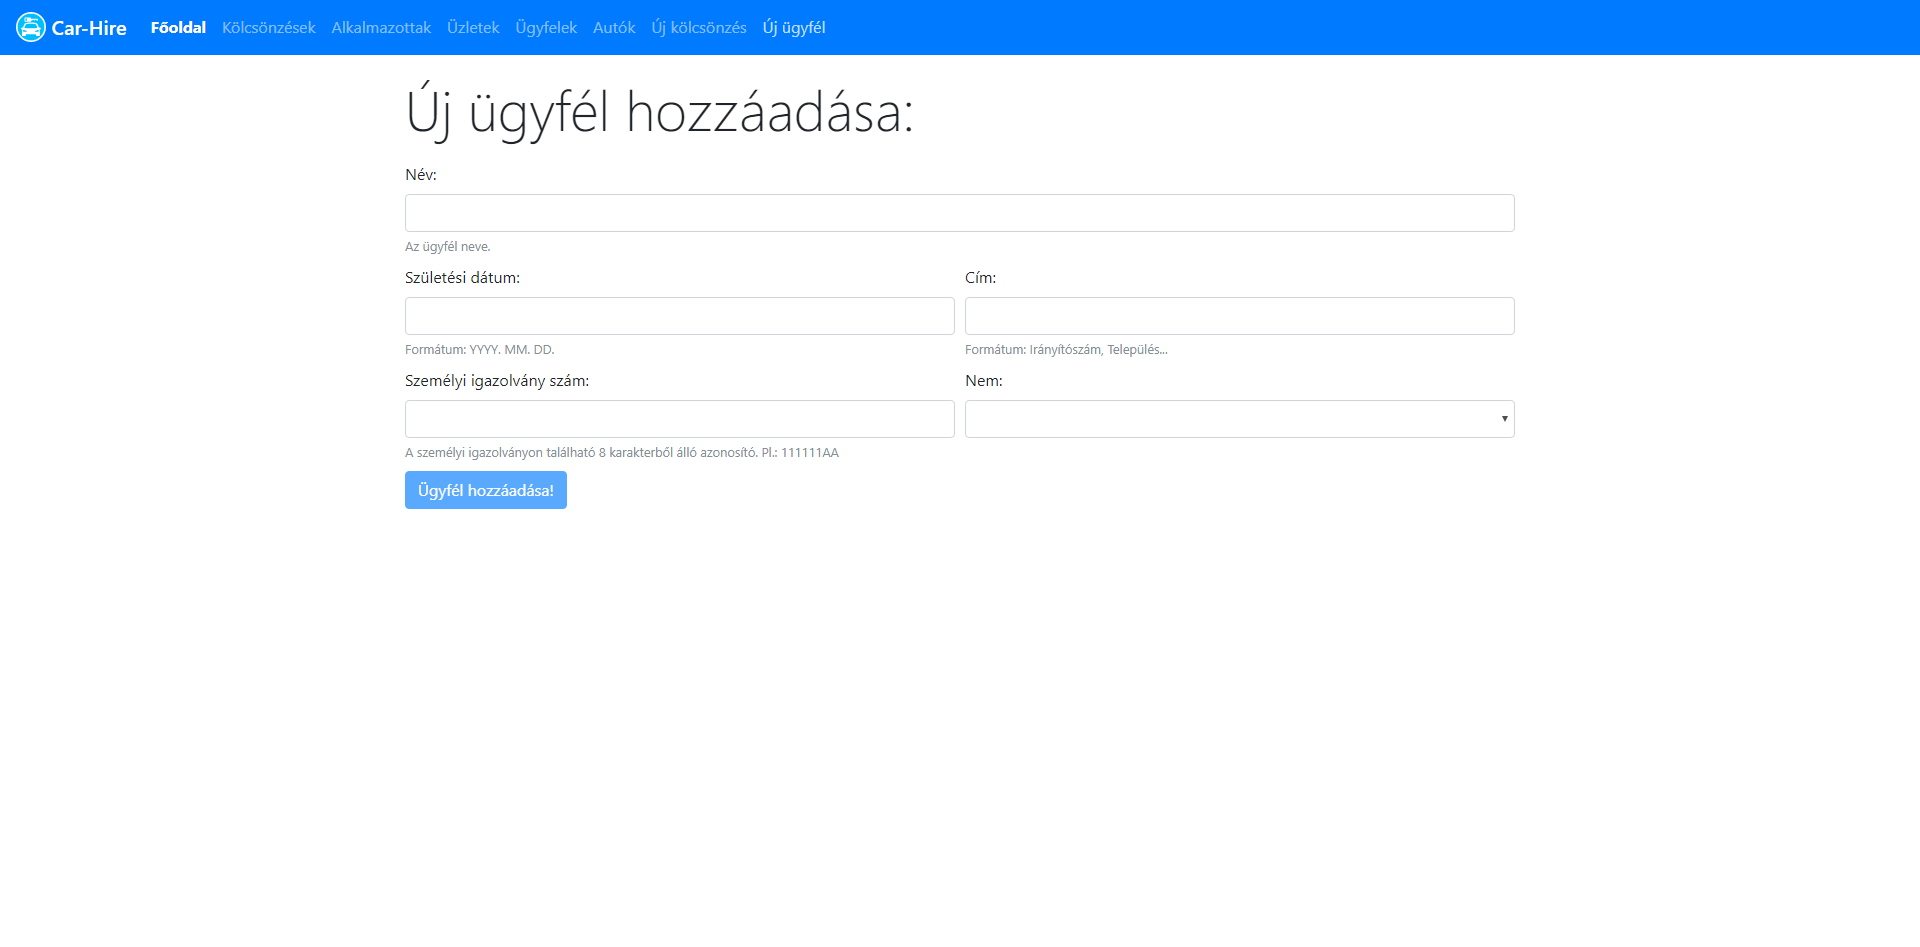 Car-Hire Főoldal Kölcsönzések Alkalmazottak Üzletek Ügyfelek Autók Új kölcsönzés Új ügyfél
Új ügyfél hozzáadása:
Név:
Az ügyfél neve.
Születési dátum: Cím:
Formátum: YYYY. MM. DD. Formátum: Irányítószám, Település...
Személyi igazolvány szám: Nem:
A személyi igazolványon található 8 karakterből álló azonosító. Pl.: 111111AA
Ügyfél hozzáadása!